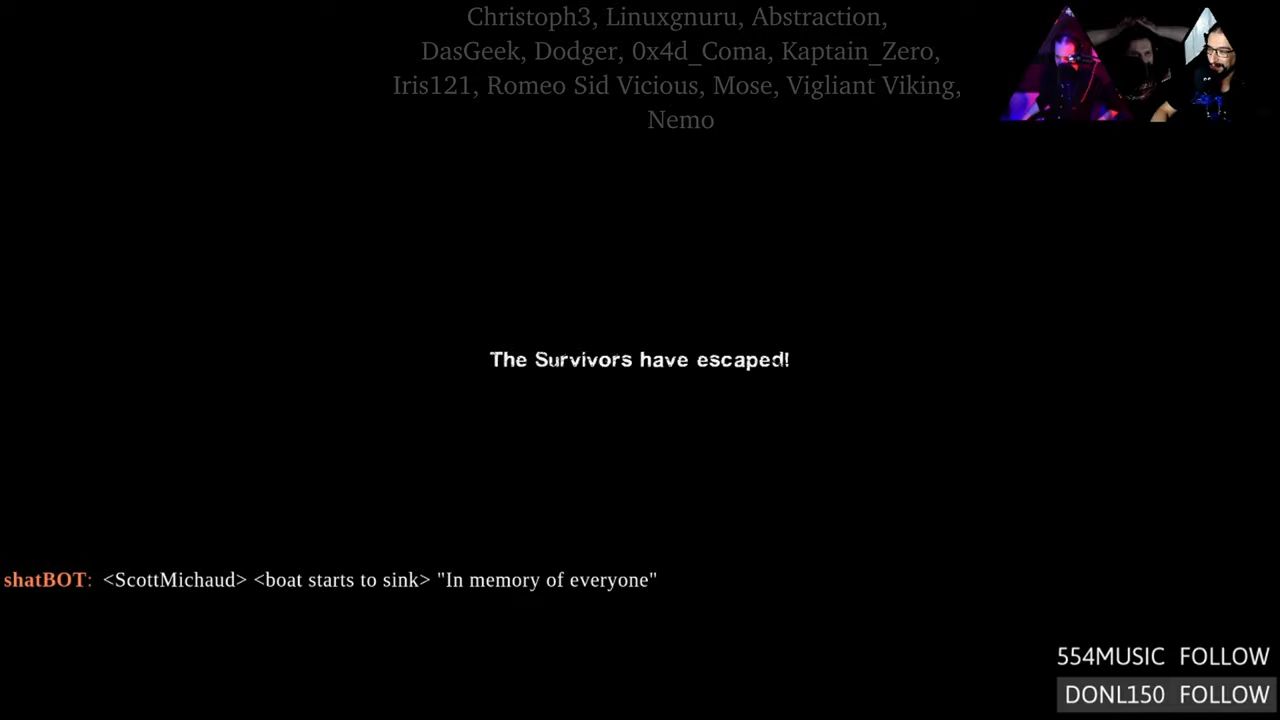 Christoph3, Linuxgnuru, Abstraction,
DasGeek, Dodger, 0x4d_Coma, Kaptain_Zero,
Iris121, Romeo Sid Vicious, Mose, Vigliant Viking,
Nemo
The Survivors have escaped!
shatBOT: <ScottMichaud> <boat starts to sink> "In memory of everyone"
554MUSIC FOLLOW
DONL150 FOLLOW